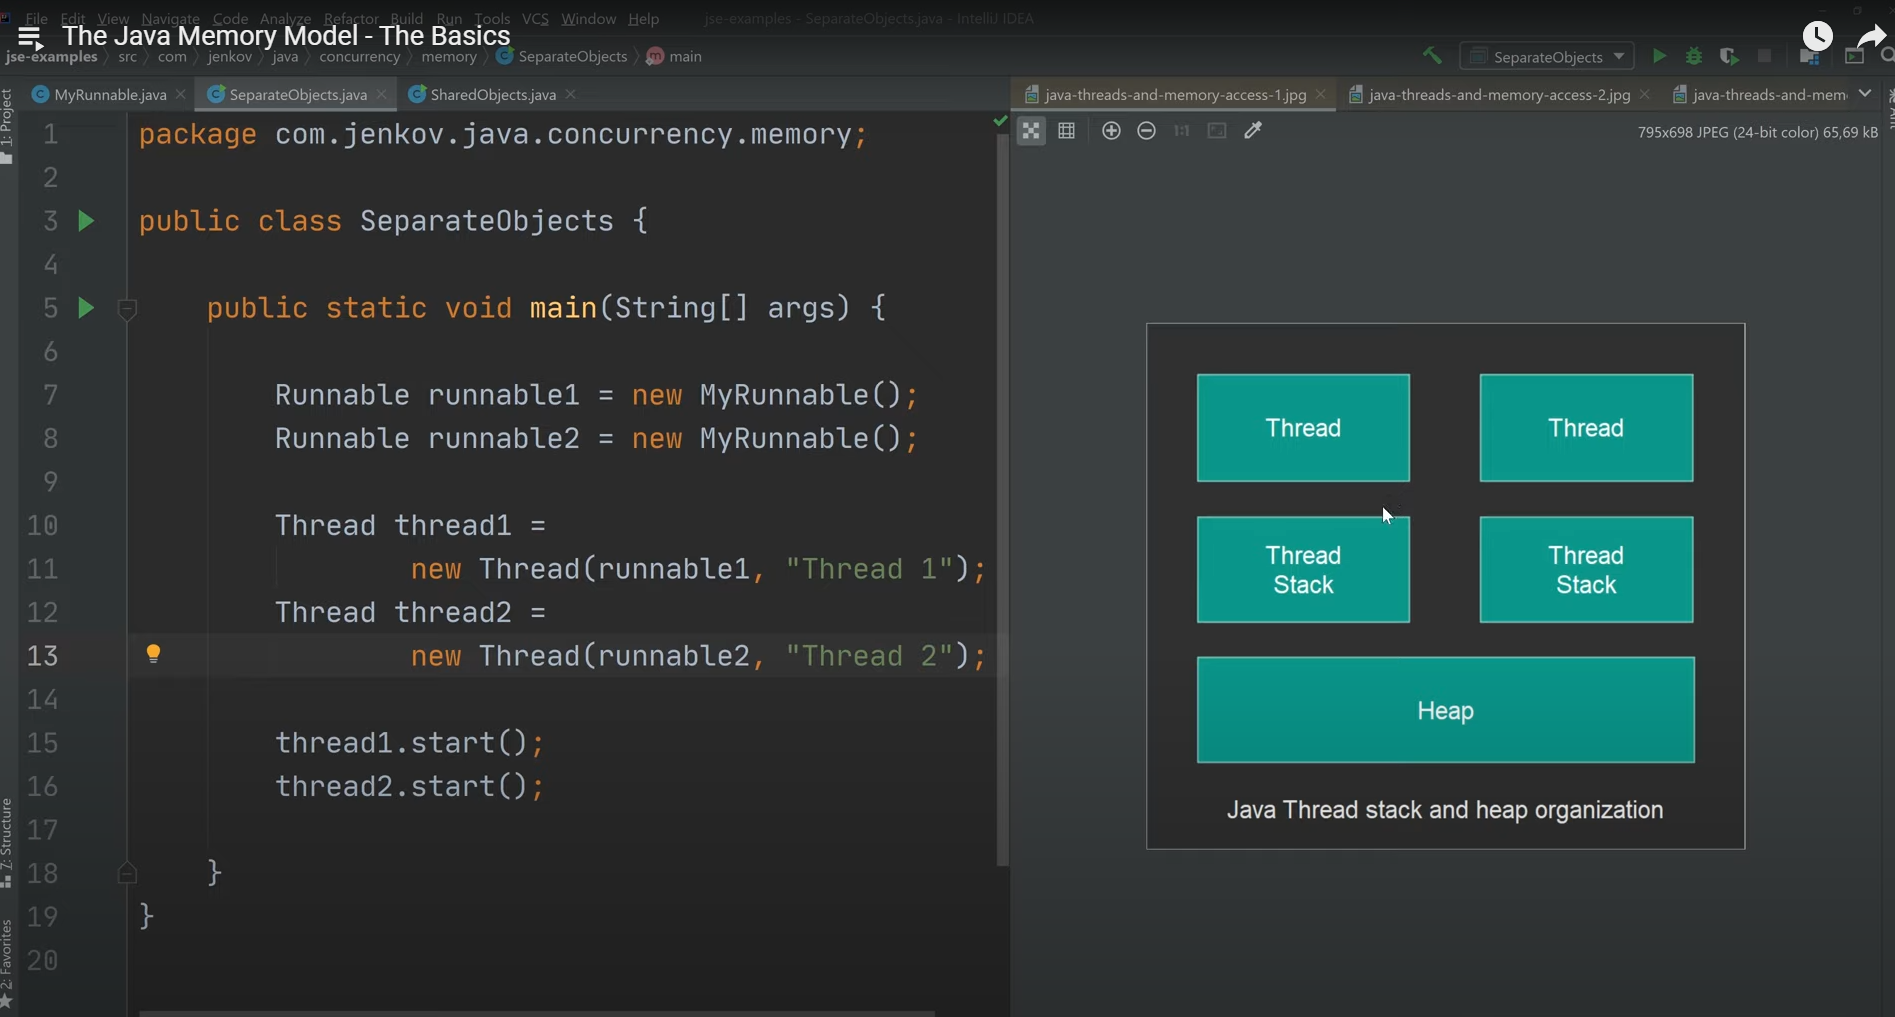 File Edit View Navigate Code Analyze Refactor Build Run Tools VCS Window Help jse-examples - SeparateObjects.java - IntelliJ IDEA
The Java Memory Model - The Basics
jse-examples src com jenkov java concurrency memory SeparateObjects main
SeparateObjects
1: Project
MyRunnable.java SeparateObjects.java SharedObjects.java
java-threads-and-memory-access-1.jpg java-threads-and-memory-access-2.jpg java-threads-and-mem
1:1
795x698 JPEG (24-bit color) 65,69 kB
1 package com.jenkov.java.concurrency.memory;
2
3 public class SeparateObjects {
4
5 public static void main(String[] args) {
6
7 Runnable runnable1 = new MyRunnable();
8 Runnable runnable2 = new MyRunnable();
9
10 Thread thread1 =
11 new Thread(runnable1, "Thread 1");
12 Thread thread2 =
13 new Thread(runnable2, "Thread 2");
14
15 thread1.start();
16 thread2.start();
17
18 }
19 }
20
7: Structure
2: Favorites
Thread Thread
Thread
Stack
Thread
Stack
Heap
Java Thread stack and heap organization